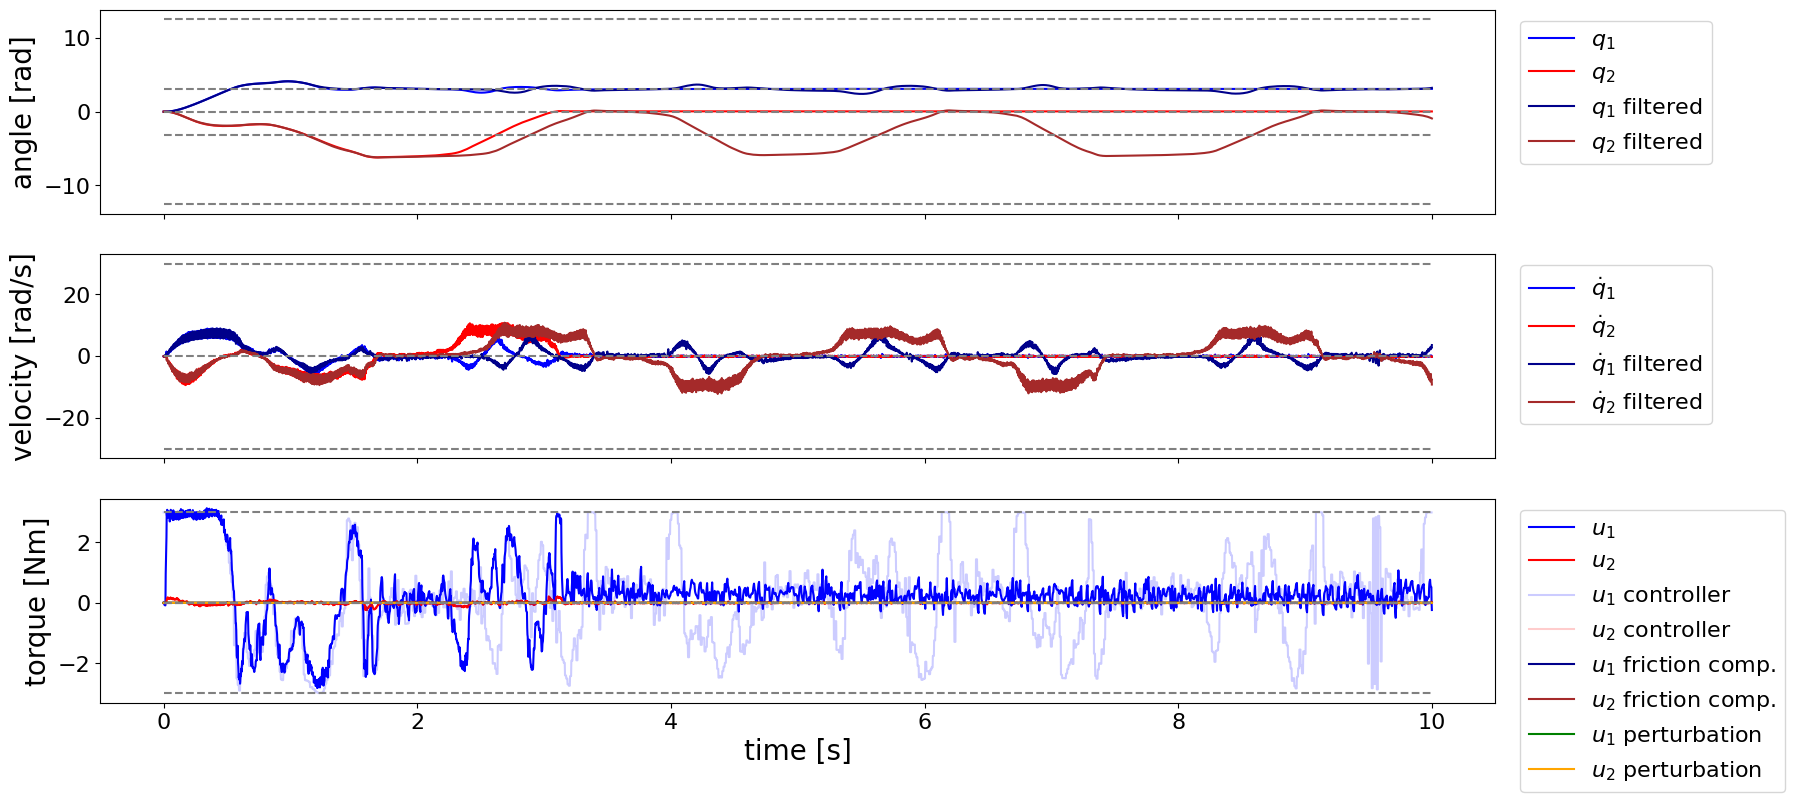 angle [rad]
10
0
−10
q₁
q₂
q₁ filtered
q₂ filtered
velocity [rad/s]
20
0
−20
q̇₁
q̇₂
q̇₁ filtered
q̇₂ filtered
torque [Nm]
2
0
−2
0
2
4
6
8
10
time [s]
u₁
u₂
u₁ controller
u₂ controller
u₁ friction comp.
u₂ friction comp.
u₁ perturbation
u₂ perturbation